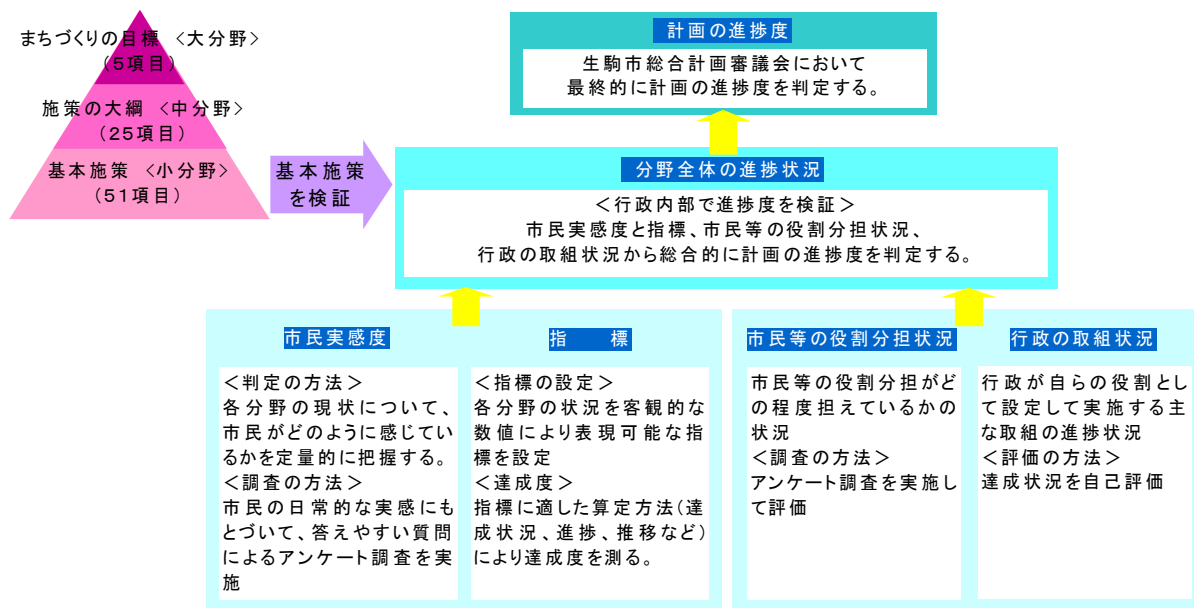 まちづくりの目標 〈大分野〉
(5項目)
施策の大綱 〈中分野〉
(25項目)
基本施策 〈小分野〉
(51項目)
基本施策
を検証
計画の進捗度
生駒市総合計画審議会において
最終的に計画の進捗度を判定する。
分野全体の進捗状況
＜行政内部で進捗度を検証＞
市民実感度と指標、市民等の役割分担状況、
行政の取組状況から総合的に計画の進捗度を判定する。
市民実感度
＜判定の方法＞
各分野の現状について、
市民がどのように感じてい
るかを定量的に把握する。
＜調査の方法＞
市民の日常的な実感にも
とづいて、答えやすい質問
によるアンケート調査を実
施
指　　標
＜指標の設定＞
各分野の状況を客観的な
数値により表現可能な指
標を設定
＜達成度＞
指標に適した算定方法（達
成状況、進捗、推移など）
により達成度を測る。
市民等の役割分担状況
市民等の役割分担がど
の程度担えているかの
状況
＜調査の方法＞
アンケート調査を実施し
て評価
行政の取組状況
行政が自らの役割とし
て設定して実施する主
な取組の進捗状況
＜評価の方法＞
達成状況を自己評価